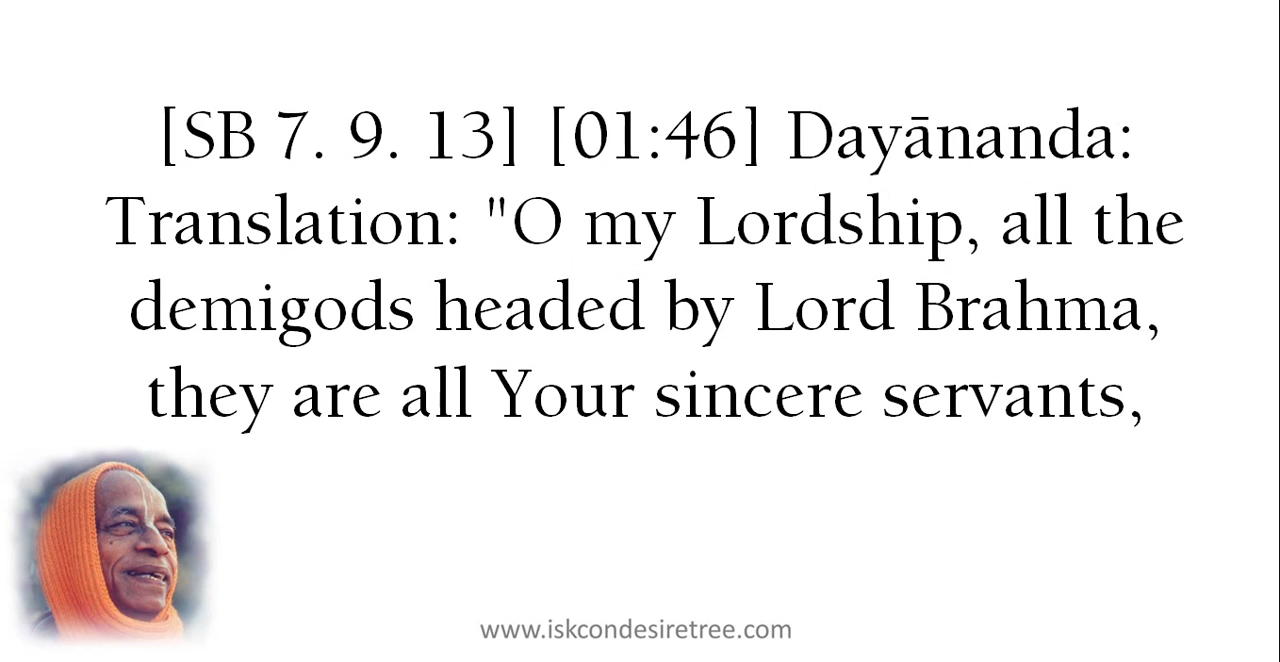 [SB 7. 9. 13] [01:46] Dayānanda:
Translation: "O my Lordship, all the
demigods headed by Lord Brahma,
they are all Your sincere servants,
www.iskcondesiretree.com